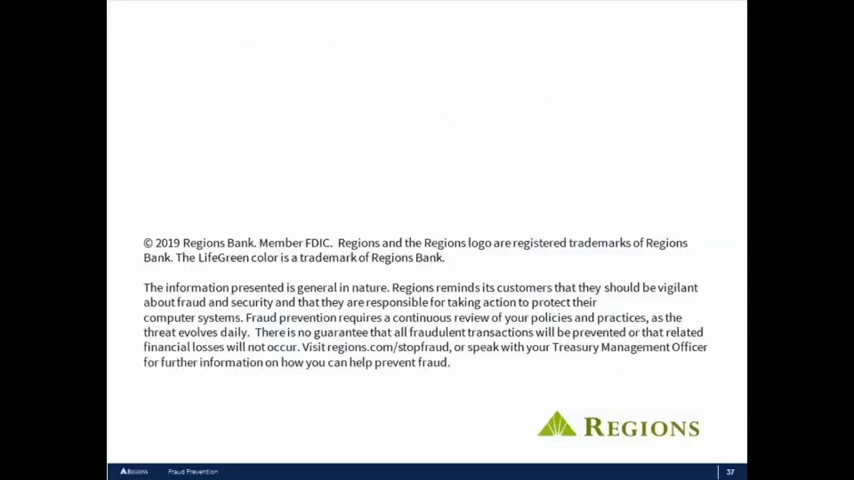 © 2019 Regions Bank. Member FDIC.  Regions and the Regions logo are registered trademarks of Regions
Bank. The LifeGreen color is a trademark of Regions Bank.
The information presented is general in nature. Regions reminds its customers that they should be vigilant
about fraud and security and that they are responsible for taking action to protect their
computer systems. Fraud prevention requires a continuous review of your policies and practices, as the
threat evolves daily.  There is no guarantee that all fraudulent transactions will be prevented or that related
financial losses will not occur. Visit regions.com/stopfraud, or speak with your Treasury Management Officer
for further information on how you can help prevent fraud.
REGIONS
REGIONS Fraud Prevention 37